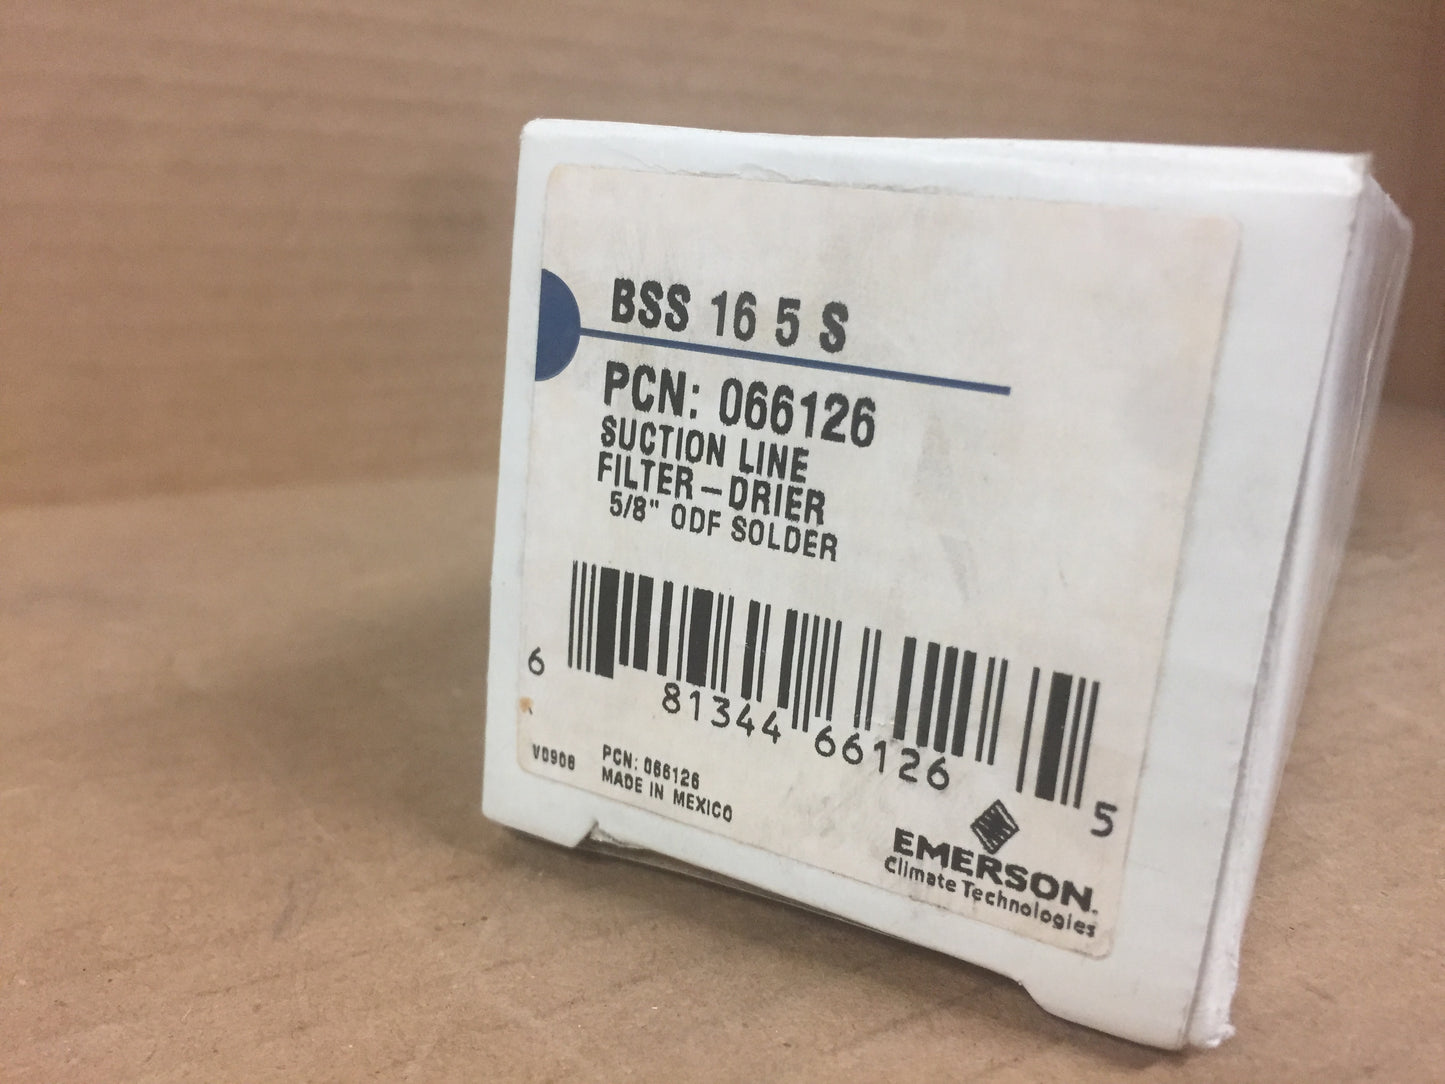 BSS 16 5 S
PCN: 066126
SUCTION LINE
FILTER-DRIER
5/8" ODF SOLDER
6 81344 66126 5
V0908
PCN: 066126
MADE IN MEXICO
EMERSON.
Climate Technologies